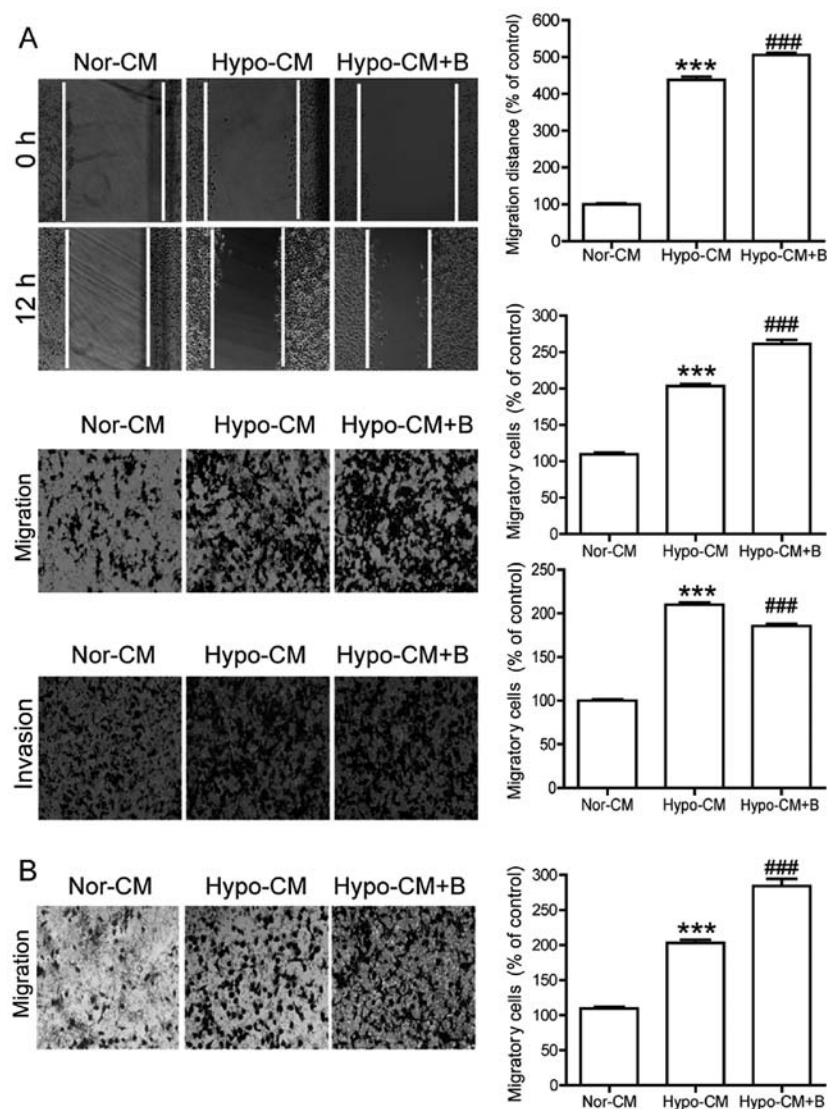 A
Nor-CM Hypo-CM Hypo-CM+B
0 h
12 h
Migration distance (% of control)
600
500
400
300
200
100
0
***
###
Nor-CM Hypo-CM Hypo-CM+B
Nor-CM Hypo-CM Hypo-CM+B
Migration
Migratory cells (% of control)
300
250
200
150
100
50
0
***
###
Nor-CM Hypo-CM Hypo-CM+B
Nor-CM Hypo-CM Hypo-CM+B
Invasion
Migratory cells (% of control)
250
200
150
100
50
0
***
###
Nor-CM Hypo-CM Hypo-CM+B
B
Nor-CM Hypo-CM Hypo-CM+B
Migration
Migratory cells (% of control)
300
250
200
150
100
50
0
***
###
Nor-CM Hypo-CM Hypo-CM+B